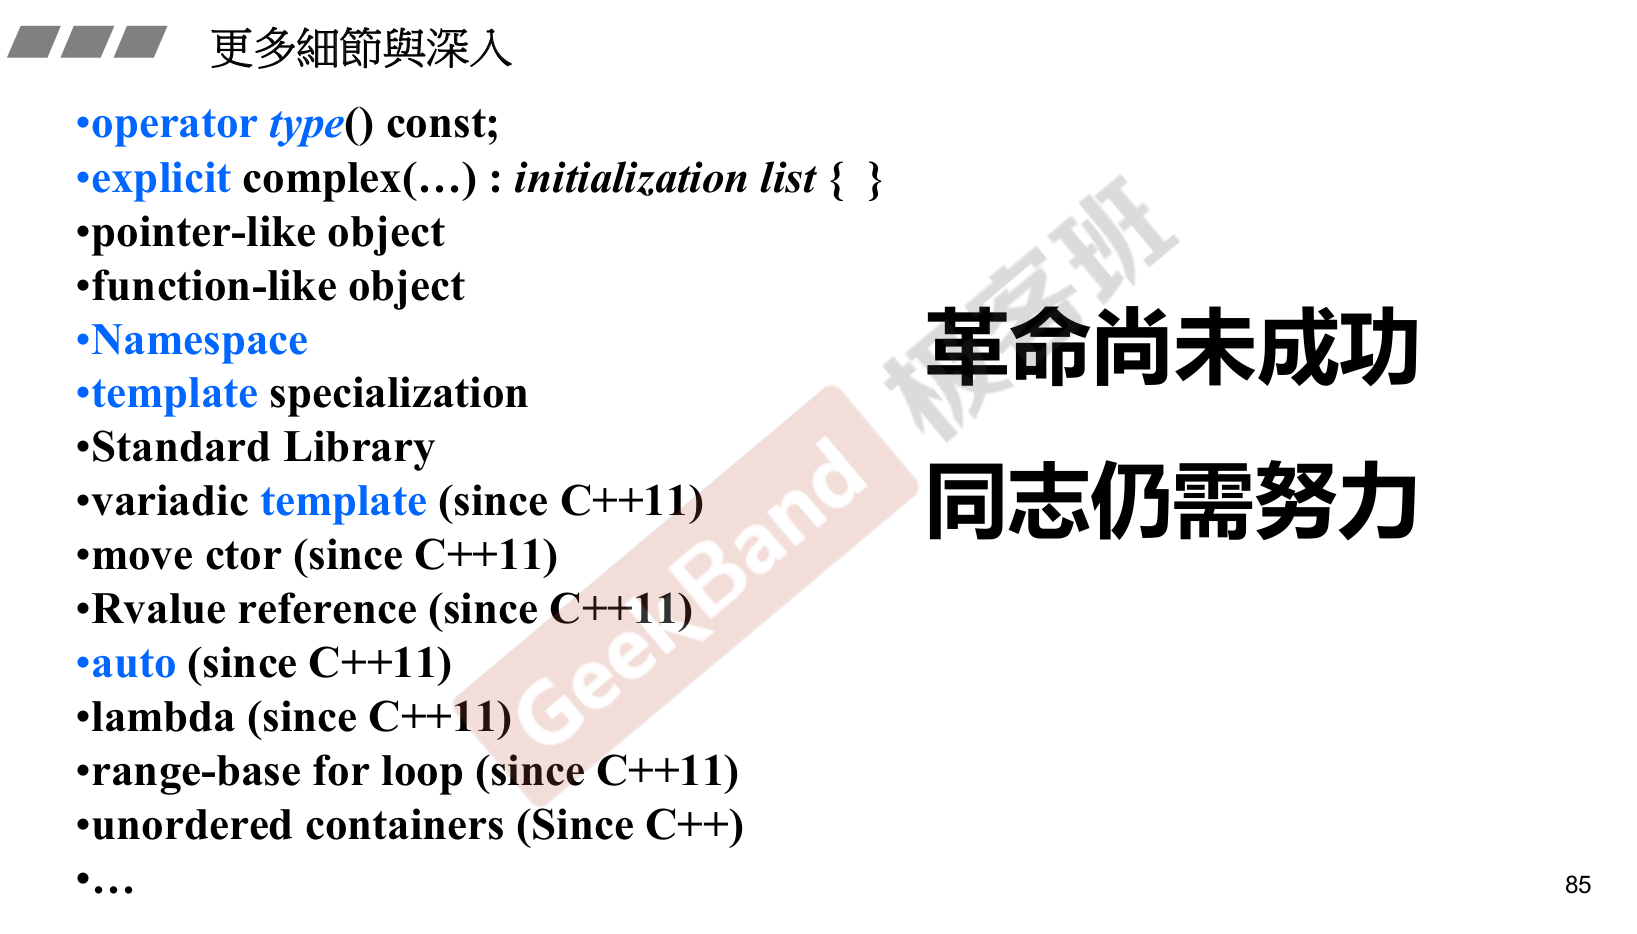 更多細節與深入
•operator type() const;
•explicit complex(…) : initialization list { }
•pointer-like object
•function-like object
•Namespace
•template specialization
•Standard Library
•variadic template (since C++11)
•move ctor (since C++11)
•Rvalue reference (since C++11)
•auto (since C++11)
•lambda (since C++11)
•range-base for loop (since C++11)
•unordered containers (Since C++)
•…
革命尚未成功
同志仍需努力
GeekBand
极客班
85